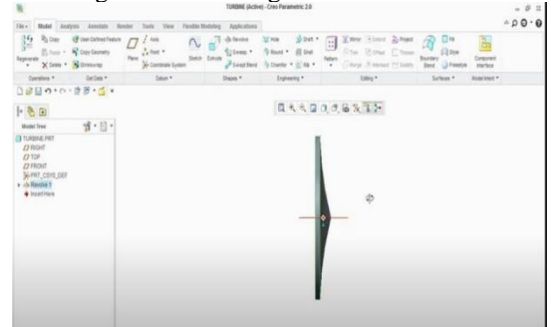 TURBINE (Active) - Creo Parametric 2.0
File Model Analysis Annotate Render Tools View Flexible Modeling Applications
Regenerate
Copy
Paste
Delete
User-Defined Feature
Copy Geometry
Shrinkwrap
Plane
Axis
Point
Coordinate System
Sketch
Extrude
Revolve
Sweep
Swept Blend
Hole
Round
Chamfer
Draft
Shell
Rib
Pattern
Mirror
Trim
Merge
Extend
Offset
Intersect
Project
Thicken
Solidify
Boundary Blend
Fill
Style
Freestyle
Component Interface
Operations Get Data Datum Shapes Engineering Editing Surfaces Model Intent
Model Tree
TURBINE.PRT
RIGHT
TOP
FRONT
PRT_CSYS_DEF
Revolve 1
Insert Here